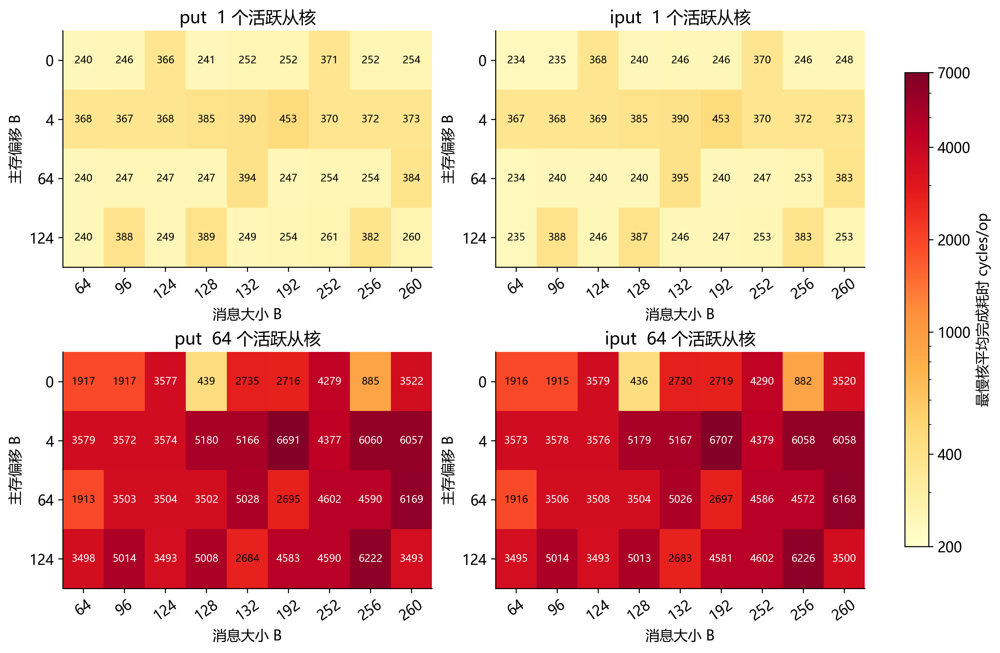 put 1 个活跃从核
主存偏移 B
0 240 246 366 241 252 252 371 252 254
4 368 367 368 385 390 453 370 372 373
64 240 247 247 247 394 247 254 254 384
124 240 388 249 389 249 254 261 382 260
64 96 124 128 132 192 252 256 260
消息大小 B
iput 1 个活跃从核
主存偏移 B
0 234 235 368 240 246 246 370 246 248
4 367 368 369 385 390 453 370 372 373
64 234 240 240 240 395 240 247 253 383
124 235 388 246 387 246 247 253 383 253
64 96 124 128 132 192 252 256 260
消息大小 B
put 64 个活跃从核
主存偏移 B
0 1917 1917 3577 439 2735 2716 4279 885 3522
4 3579 3572 3574 5180 5166 6691 4377 6060 6057
64 1913 3503 3504 3502 5028 2695 4602 4590 6169
124 3498 5014 3493 5008 2684 4583 4590 6222 3493
64 96 124 128 132 192 252 256 260
消息大小 B
iput 64 个活跃从核
主存偏移 B
0 1916 1915 3579 436 2730 2719 4290 882 3520
4 3573 3578 3576 5179 5167 6707 4379 6058 6058
64 1916 3506 3508 3504 5026 2697 4586 4572 6168
124 3495 5014 3493 5013 2683 4581 4602 6226 3500
64 96 124 128 132 192 252 256 260
消息大小 B
7000
4000
2000
1000
400
200
最慢核平均完成耗时 cycles/op